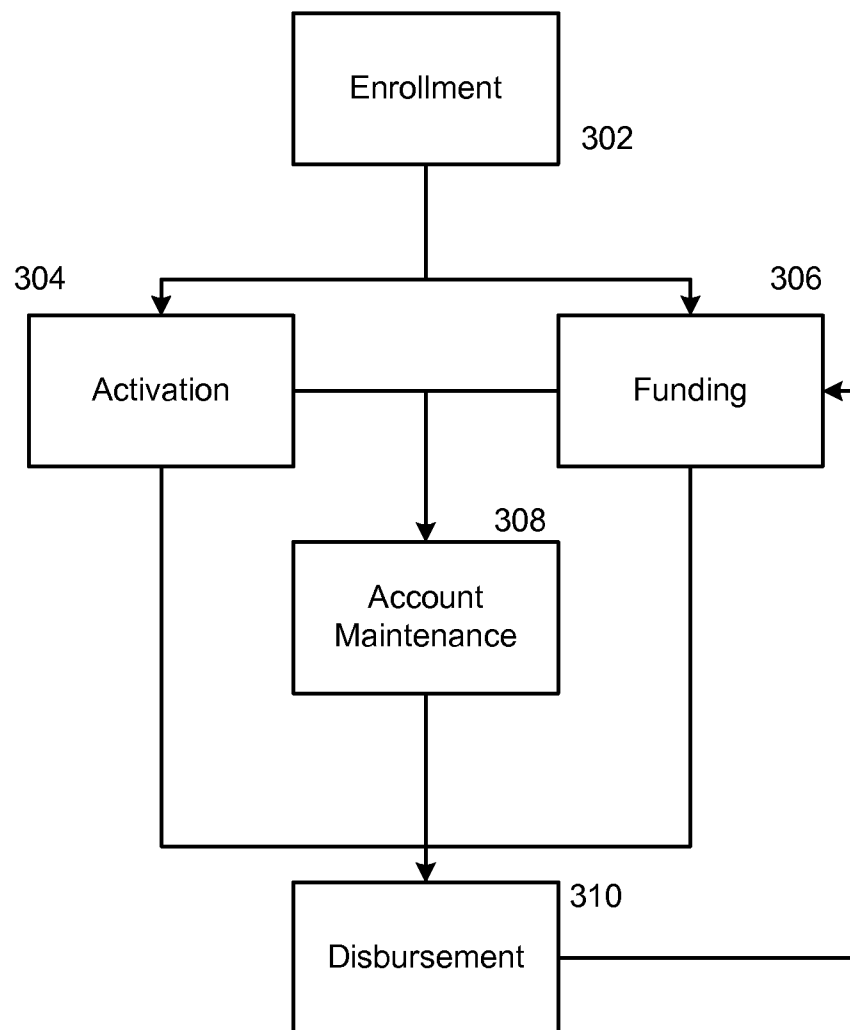 Enrollment
302
304
306
Activation
Funding
308
Account
Maintenance
310
Disbursement